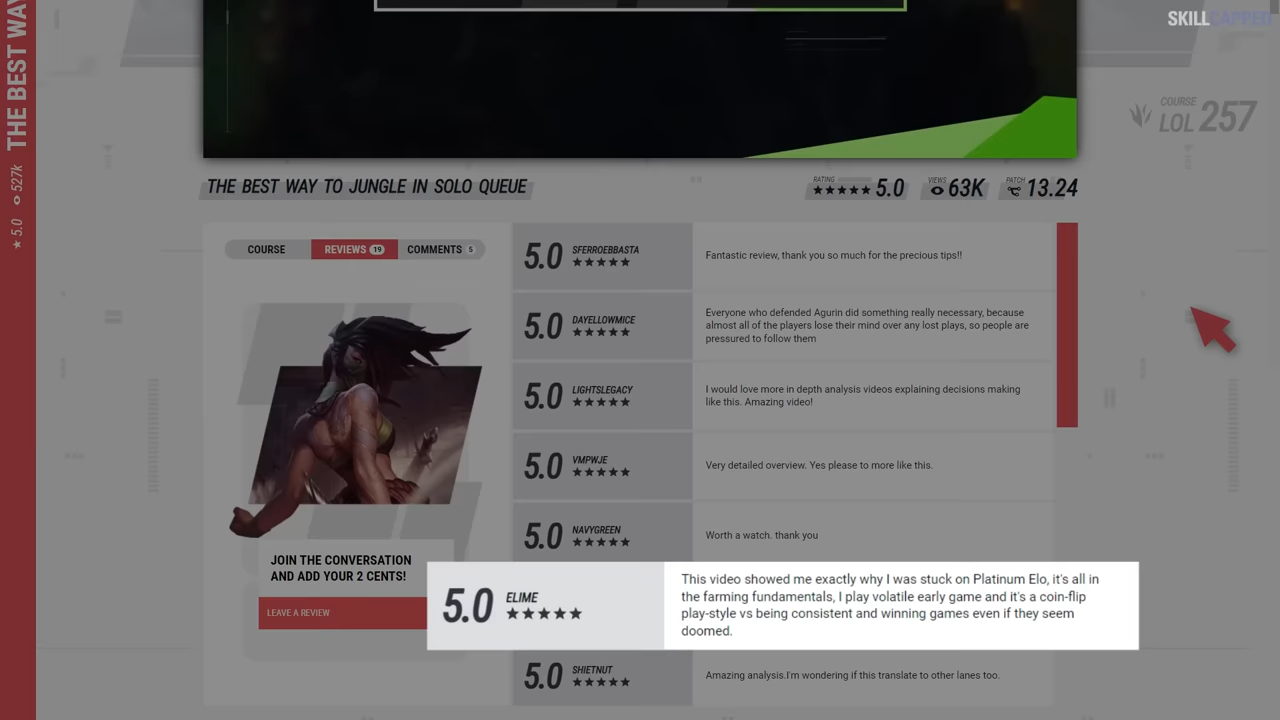 SKILLCAPPED
THE BEST WAY
★ 5.0 527k
COURSE
LOL 257
THE BEST WAY TO JUNGLE IN SOLO QUEUE
RATING
★★★★★ 5.0
VIEWS
63K
PATCH
13.24
COURSE
REVIEWS 19
COMMENTS 5
5.0 SFERROEBBASTA
★★★★★
Fantastic review, thank you so much for the precious tips!!
5.0 DAYELLOWMICE
★★★★★
Everyone who defended Agurin did something really necessary, because
almost all of the players lose their mind over any lost plays, so people are
pressured to follow them
5.0 LIGHTSLEGACY
★★★★★
I would love more in depth analysis videos explaining decisions making
like this. Amazing video!
5.0 VMPWJE
★★★★★
Very detailed overview. Yes please to more like this.
5.0 NAVYGREEN
★★★★★
Worth a watch. thank you
5.0 ELIME
★★★★★
This video showed me exactly why I was stuck on Platinum Elo, it's all in
the farming fundamentals, I play volatile early game and it's a coin-flip
play-style vs being consistent and winning games even if they seem
doomed.
5.0 SHIETNUT
★★★★★
Amazing analysis.I'm wondering if this translate to other lanes too.
JOIN THE CONVERSATION
AND ADD YOUR 2 CENTS!
LEAVE A REVIEW